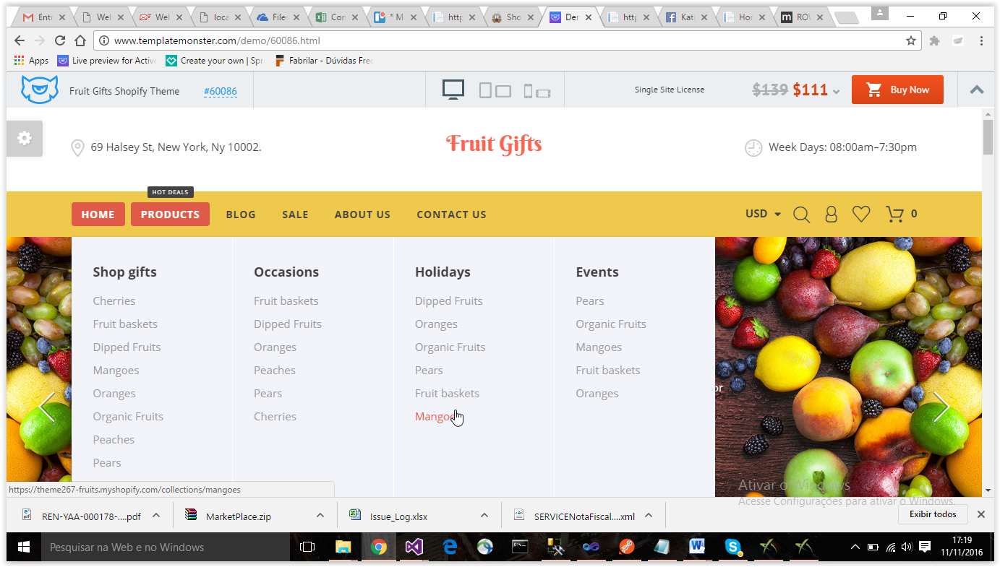 Entr
Wel
Wel
loca
Files
Con
* M
http
Sho
Der
http
Kati
Hor
ROV
www.templatemonster.com/demo/60086.html
Apps
Live preview for Active
Create your own | Spr
Fabrilar - Dúvidas Freq
Fruit Gifts Shopify Theme
#60086
Single Site License
$139 $111
Buy Now
69 Halsey St, New York, Ny 10002.
Fruit Gifts
Week Days: 08:00am–7:30pm
HOT DEALS
HOME
PRODUCTS
BLOG
SALE
ABOUT US
CONTACT US
USD
0
Shop gifts
Cherries
Fruit baskets
Dipped Fruits
Mangoes
Oranges
Organic Fruits
Peaches
Pears
Occasions
Fruit baskets
Dipped Fruits
Oranges
Peaches
Pears
Cherries
Holidays
Dipped Fruits
Oranges
Organic Fruits
Pears
Fruit baskets
Mangoes
Events
Pears
Organic Fruits
Mangoes
Fruit baskets
Oranges
or
https://theme267-fruits.myshopify.com/collections/mangoes
Ativar o Windows
Acesse Configurações para ativar o Windows.
REN-YAA-000178-....pdf
MarketPlace.zip
Issue_Log.xlsx
SERVICENotaFiscal....xml
Exibir todos
Pesquisar na Web e no Windows
17:19
11/11/2016